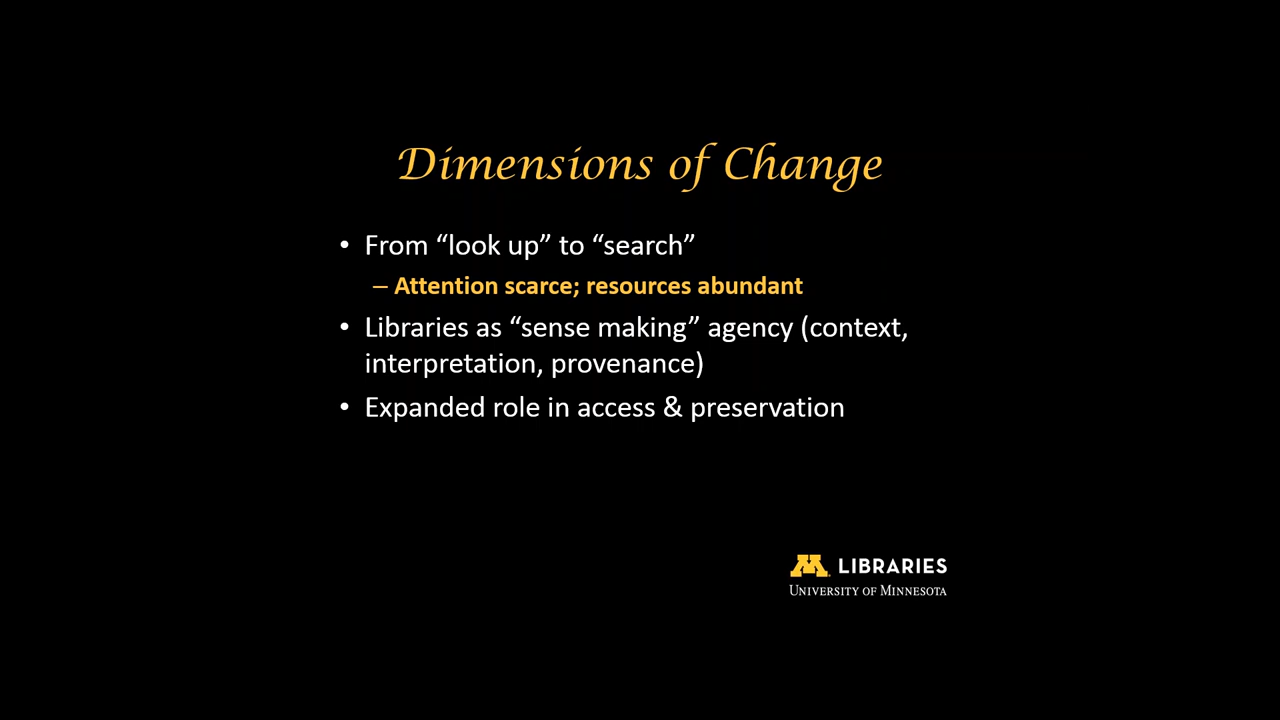 Dimensions of Change
• From “look up” to “search”
– Attention scarce; resources abundant
• Libraries as “sense making” agency (context,
interpretation, provenance)
• Expanded role in access & preservation
M LIBRARIES
UNIVERSITY OF MINNESOTA